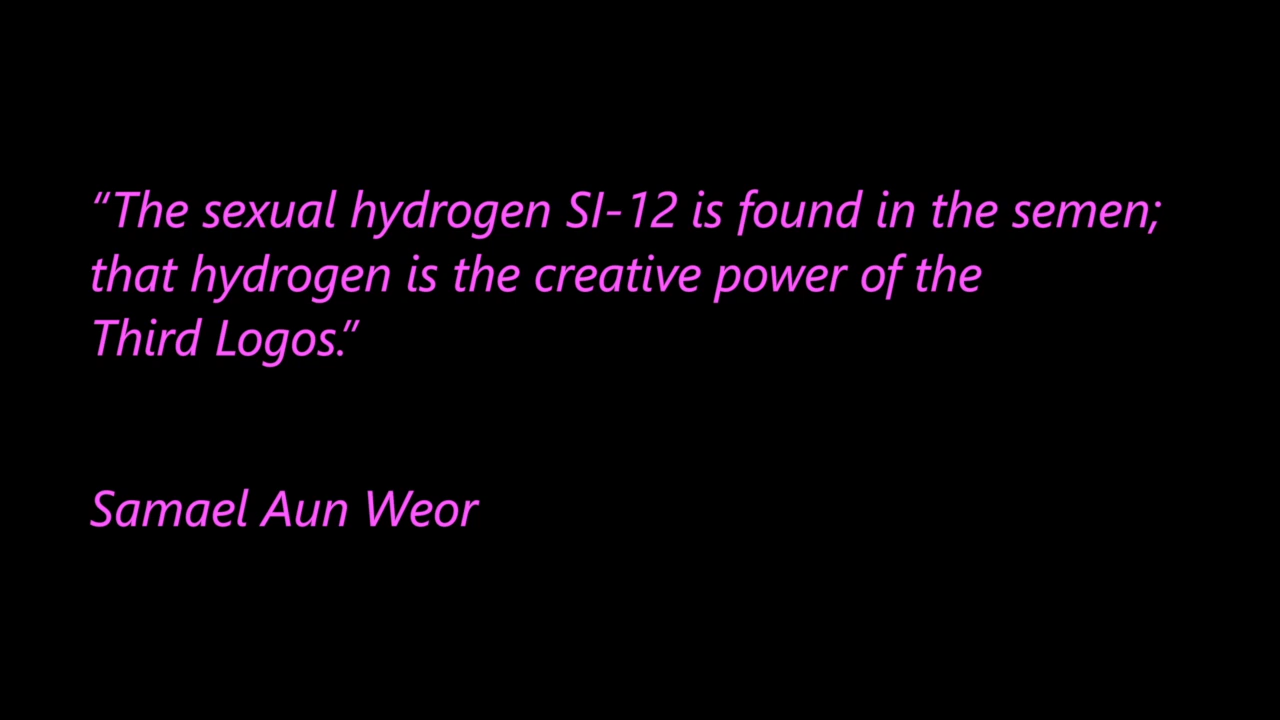 “The sexual hydrogen SI-12 is found in the semen;
that hydrogen is the creative power of the
Third Logos.”
Samael Aun Weor